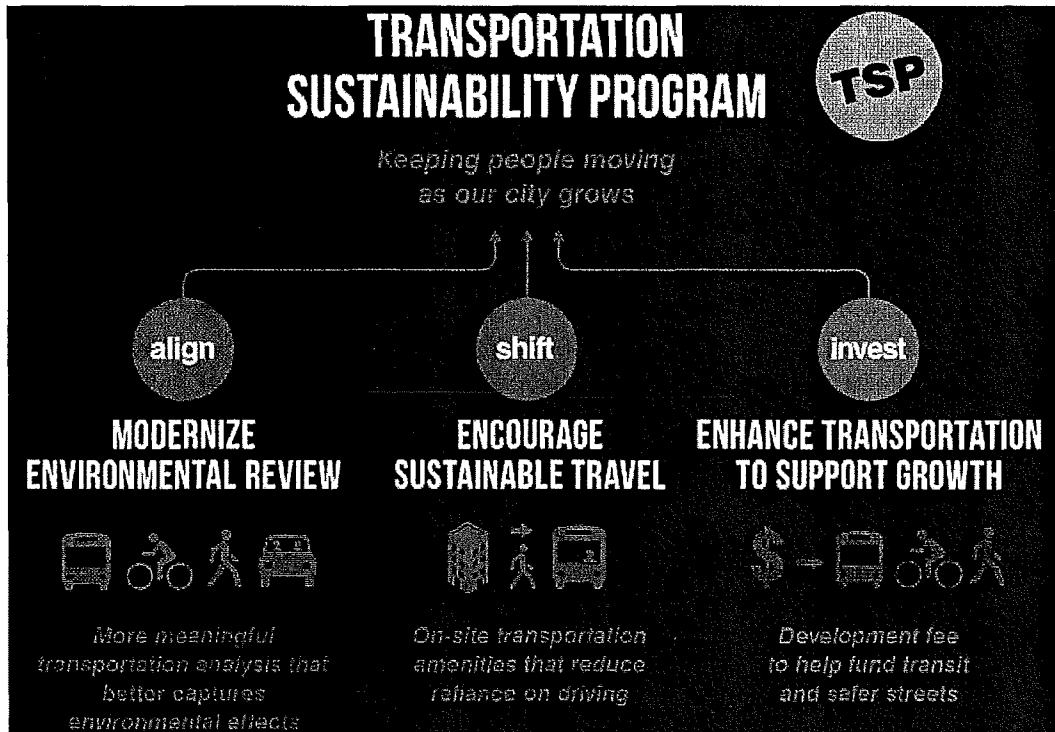 TRANSPORTATION
SUSTAINABILITY PROGRAM
TSP
Keeping people moving
as our city grows
align
shift
invest
MODERNIZE
ENVIRONMENTAL REVIEW
ENCOURAGE
SUSTAINABLE TRAVEL
ENHANCE TRANSPORTATION
TO SUPPORT GROWTH
$
More meaningful
transportation analysis that
better captures
environmental effects
On-site transportation
amenities that reduce
reliance on driving
Development fee
to help fund transit
and safer streets